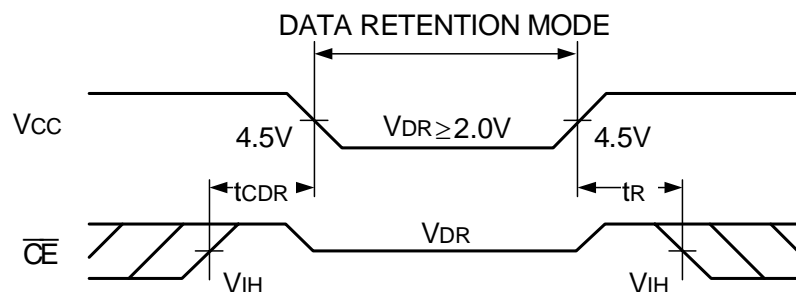 DATA RETENTION MODE
VCC
4.5V
VDR ≥ 2.0V
4.5V
tCDR
tR
CE
VDR
VIH
VIH